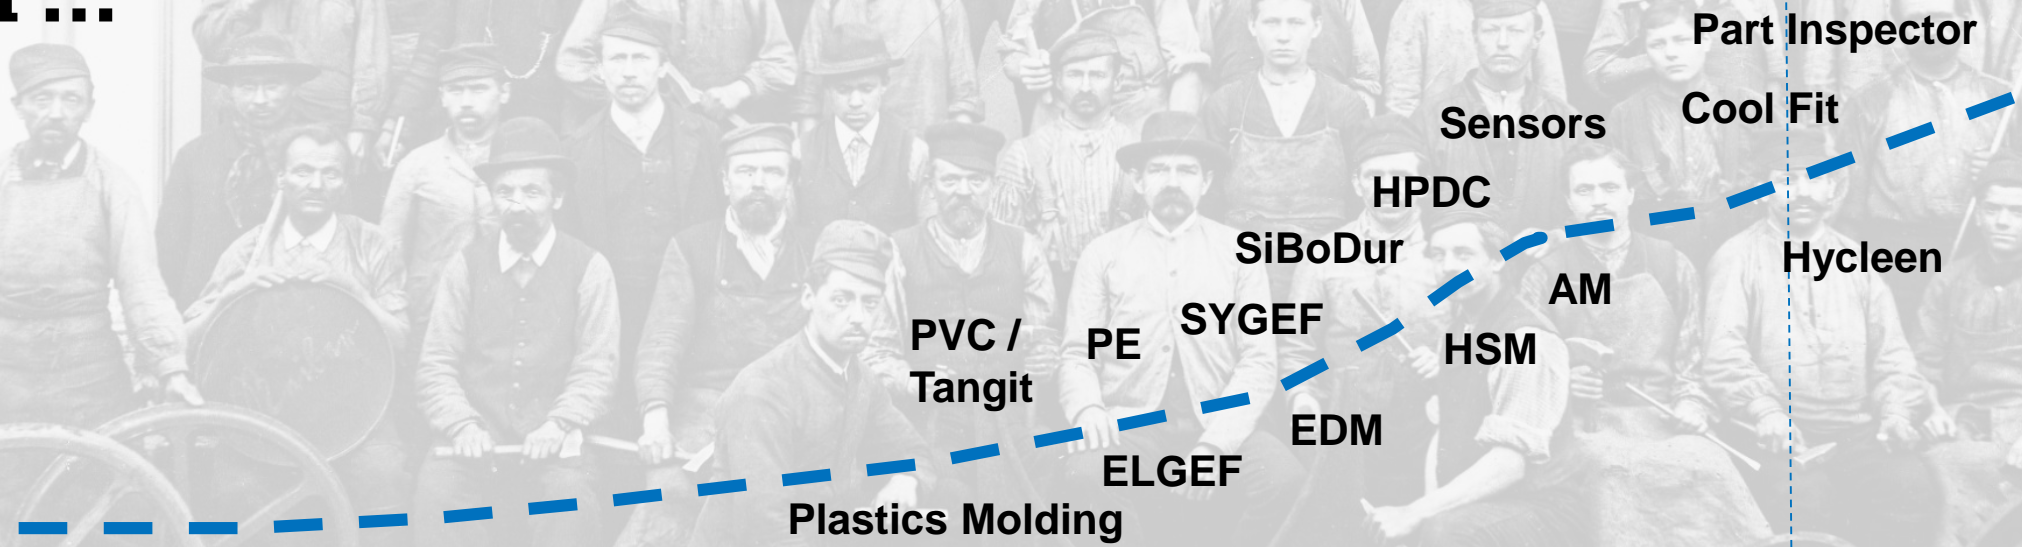 Part Inspector
Cool Fit
Sensors
HPDC
SiBoDur
Hycleen
AM
SYGEF
PVC /
Tangit
PE
HSM
EDM
ELGEF
Plastics Molding